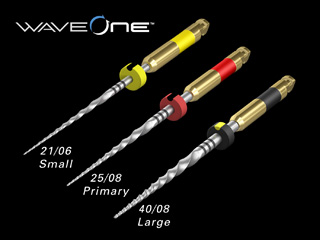 WAVEONE™
21/06
Small
25/08
Primary
40/08
Large